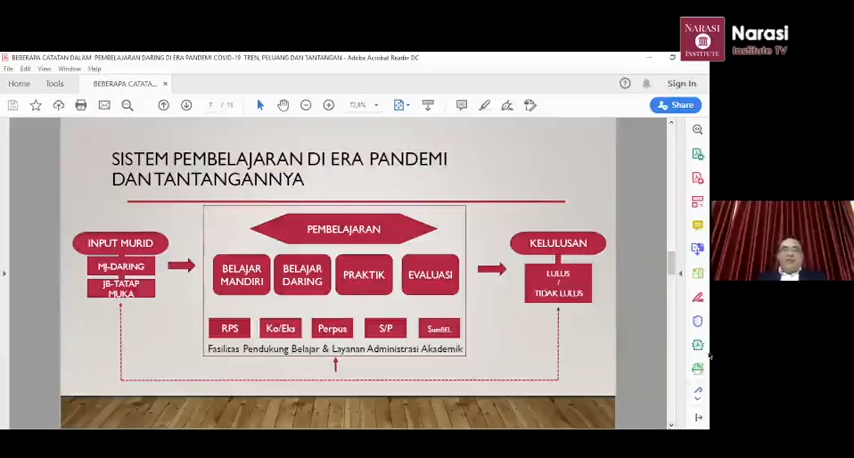 NARASI
INSTITUTE
Narasi
Institute TV
BEBERAPA CATATAN DALAM PEMBELAJARAN DARING DI ERA PANDEMI COVID-19 TREN, PELUANG DAN TANTANGAN - Adobe Acrobat Reader DC
File Edit View Window Help
Home Tools BEBERAPA CATATA... × Sign In
7 / 13 72,8% Share
SISTEM PEMBELAJARAN DI ERA PANDEMI
DAN TANTANGANNYA
PEMBELAJARAN
INPUT MURID
MJ-DARING
JB-TATAP
MUKA
BELAJAR
MANDIRI
BELAJAR
DARING
PRAKTIK
EVALUASI
KELULUSAN
LULUS
/
TIDAK LULUS
RPS
Ko/Eks
Perpus
S/P
SumBEL
Fasilitas Pendukung Belajar & Layanan Administrasi Akademik